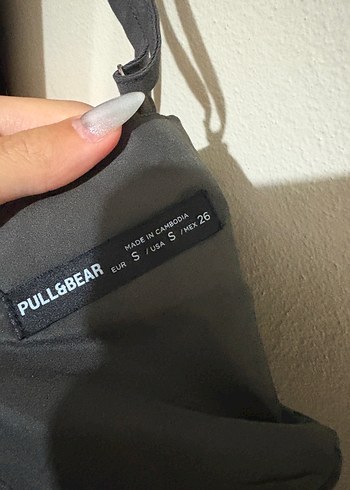 PULL&BEAR
MADE IN CAMBODIA
EUR S / USA S / MEX 26